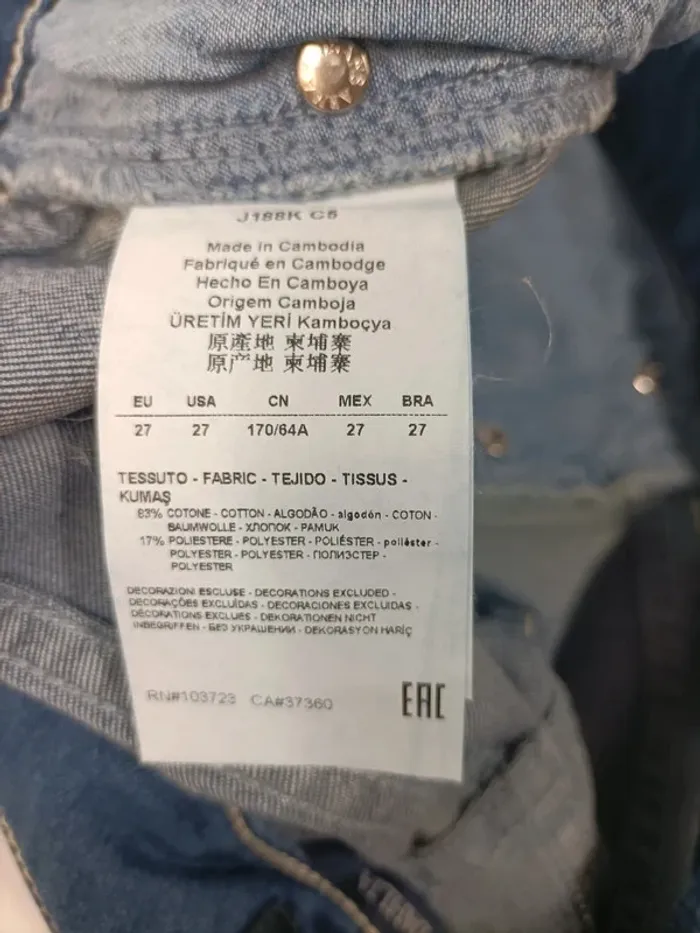 J188K C5
Made in Cambodia
Fabriqué en Cambodge
Hecho En Camboya
Origem Camboja
ÜRETİM YERİ Kamboçya
原產地 柬埔寨
原产地 柬埔寨
EU USA CN MEX BRA
27 27 170/64A 27 27
TESSUTO - FABRIC - TEJIDO - TISSUS -
KUMAŞ
83% COTONE - COTTON - ALGODÃO - algodón - COTON -
BAUMWOLLE - ХЛОПОК - PAMUK
17% POLIESTERE - POLYESTER - POLIÉSTER - poliéster -
POLYESTER - POLYESTER - ПОЛИЭСТЕР -
POLYESTER
DECORAZIONI ESCLUSE - DECORATIONS EXCLUDED -
DECORAÇÕES EXCLUÍDAS - DECORACIONES EXCLUIDAS -
DÉCORATIONS EXCLUES - DEKORATIONEN NICHT
INBEGRIFFEN - БЕЗ УКРАШЕНИЙ - DEKORASYON HARİÇ
RN#103723 CA#37360
EAC